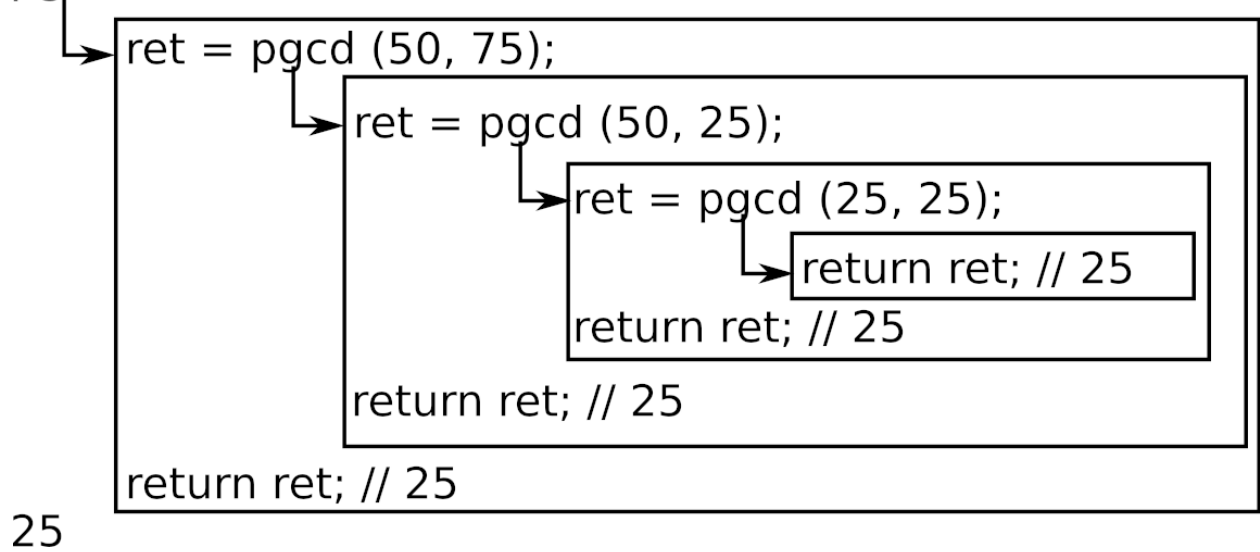 ret = pgcd (50, 75);
ret = pgcd (50, 25);
ret = pgcd (25, 25);
return ret; // 25
return ret; // 25
return ret; // 25
return ret; // 25
25